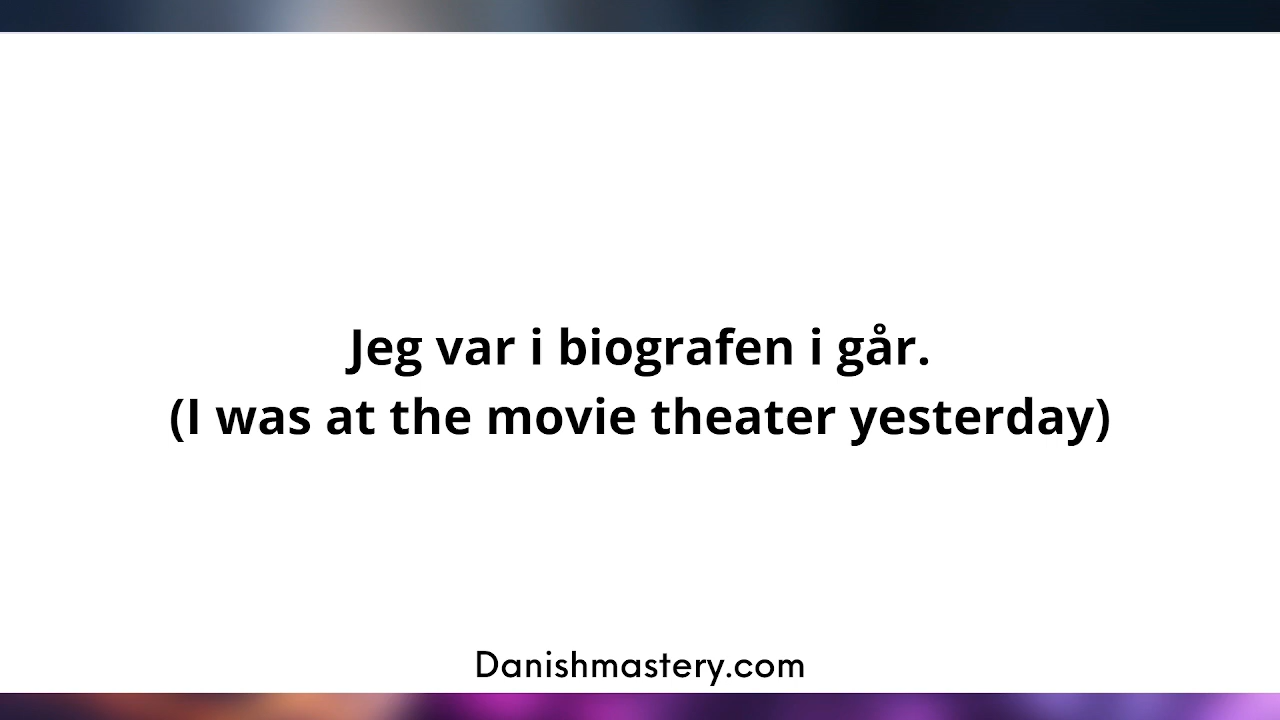 Jeg var i biografen i går.
(I was at the movie theater yesterday)
Danishmastery.com